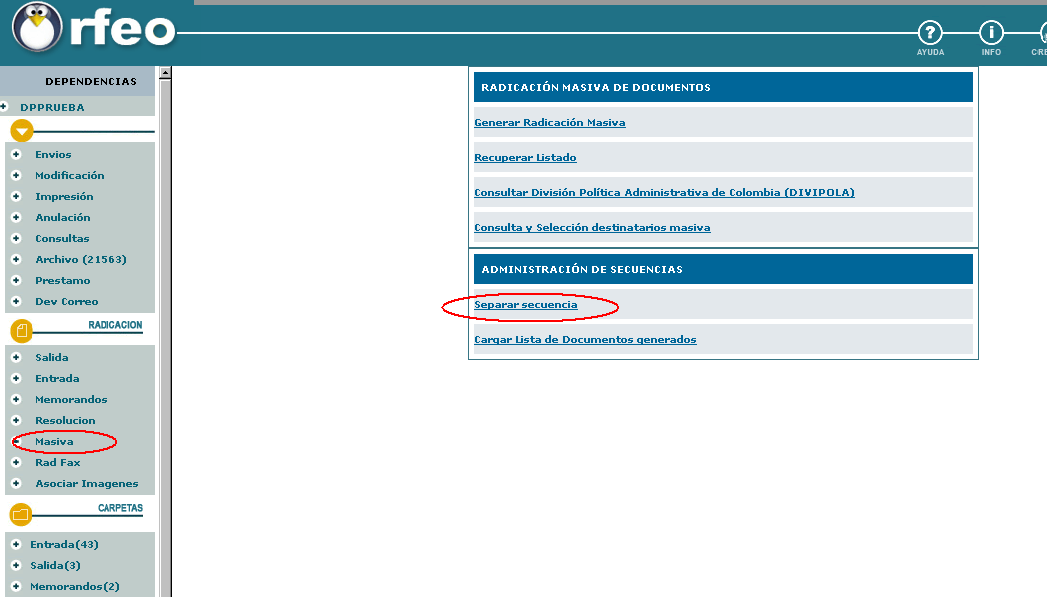 Orfeo
AYUDA
INFO
CRE
DEPENDENCIAS
DPPRUEBA
Envios
Modificación
Impresión
Anulación
Consultas
Archivo (21563)
Prestamo
Dev Correo
RADICACION
Salida
Entrada
Memorandos
Resolucion
Masiva
Rad Fax
Asociar Imagenes
CARPETAS
Entrada(43)
Salida(3)
Memorandos(2)
RADICACIÓN MASIVA DE DOCUMENTOS
Generar Radicación Masiva
Recuperar Listado
Consultar División Política Administrativa de Colombia (DIVIPOLA)
Consulta y Selección destinatarios masiva
ADMINISTRACIÓN DE SECUENCIAS
Separar secuencia
Cargar Lista de Documentos generados